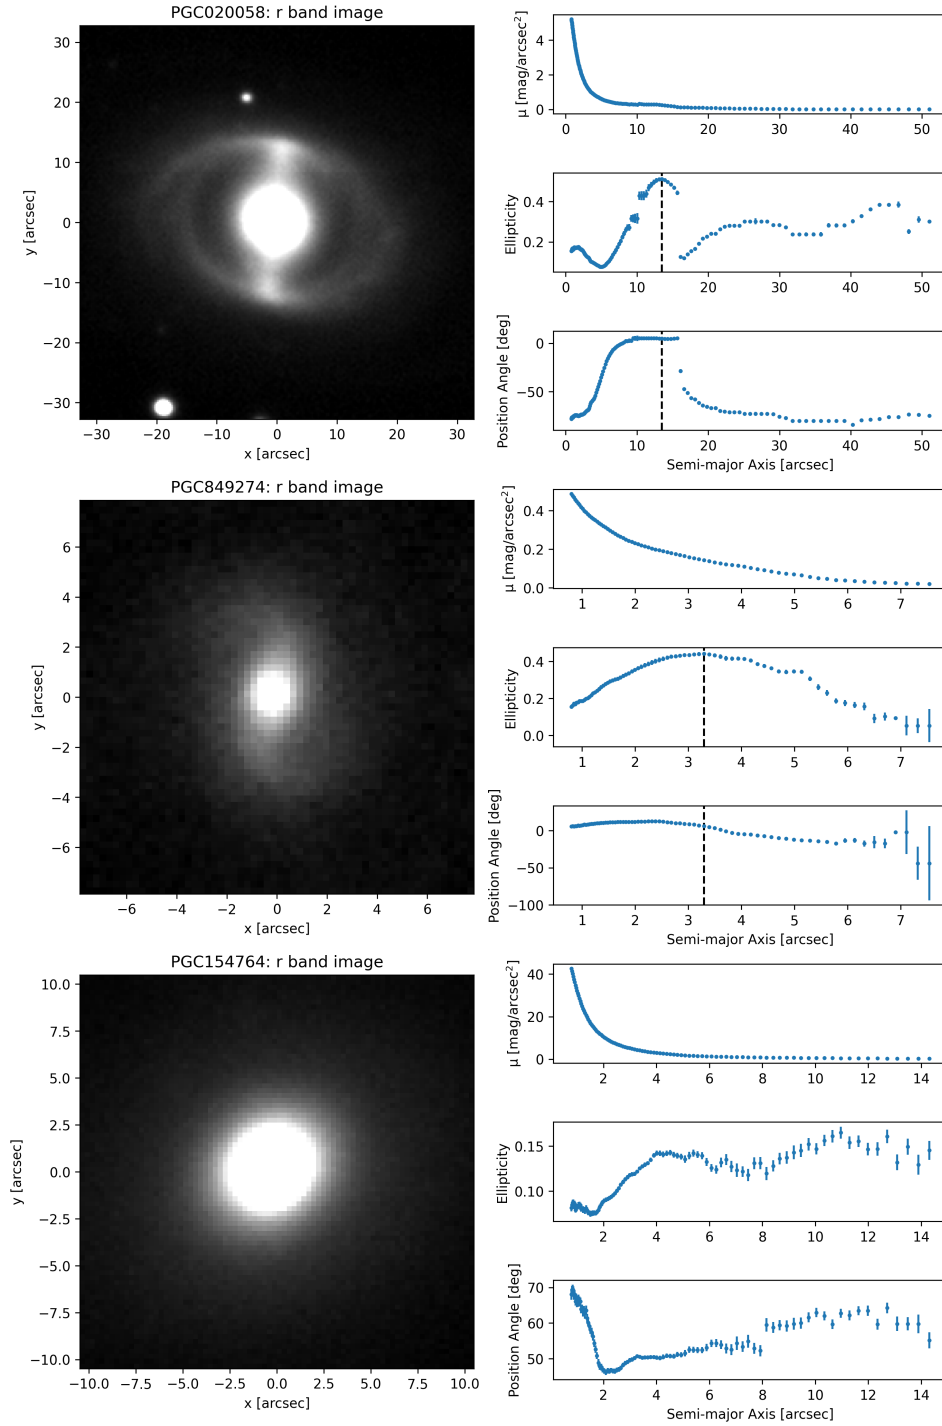 PGC020058: r band image
30
20
10
0
−10
−20
−30
y [arcsec]
−30 −20 −10 0 10 20 30
x [arcsec]
μ [mag/arcsec²]
4
2
0
0 10 20 30 40 50
Ellipticity
0.4
0.2
0 10 20 30 40 50
Position Angle [deg]
0
−50
0 10 20 30 40 50
Semi-major Axis [arcsec]
PGC849274: r band image
6
4
2
0
−2
−4
−6
y [arcsec]
−6 −4 −2 0 2 4 6
x [arcsec]
μ [mag/arcsec²]
0.4
0.2
0.0
1 2 3 4 5 6 7
Ellipticity
0.4
0.2
0.0
1 2 3 4 5 6 7
Position Angle [deg]
0
−50
−100
1 2 3 4 5 6 7
Semi-major Axis [arcsec]
PGC154764: r band image
10.0
7.5
5.0
2.5
0.0
−2.5
−5.0
−7.5
−10.0
y [arcsec]
−10.0 −7.5 −5.0 −2.5 0.0 2.5 5.0 7.5 10.0
x [arcsec]
μ [mag/arcsec²]
40
20
0
2 4 6 8 10 12 14
Ellipticity
0.15
0.10
2 4 6 8 10 12 14
Position Angle [deg]
70
60
50
2 4 6 8 10 12 14
Semi-major Axis [arcsec]